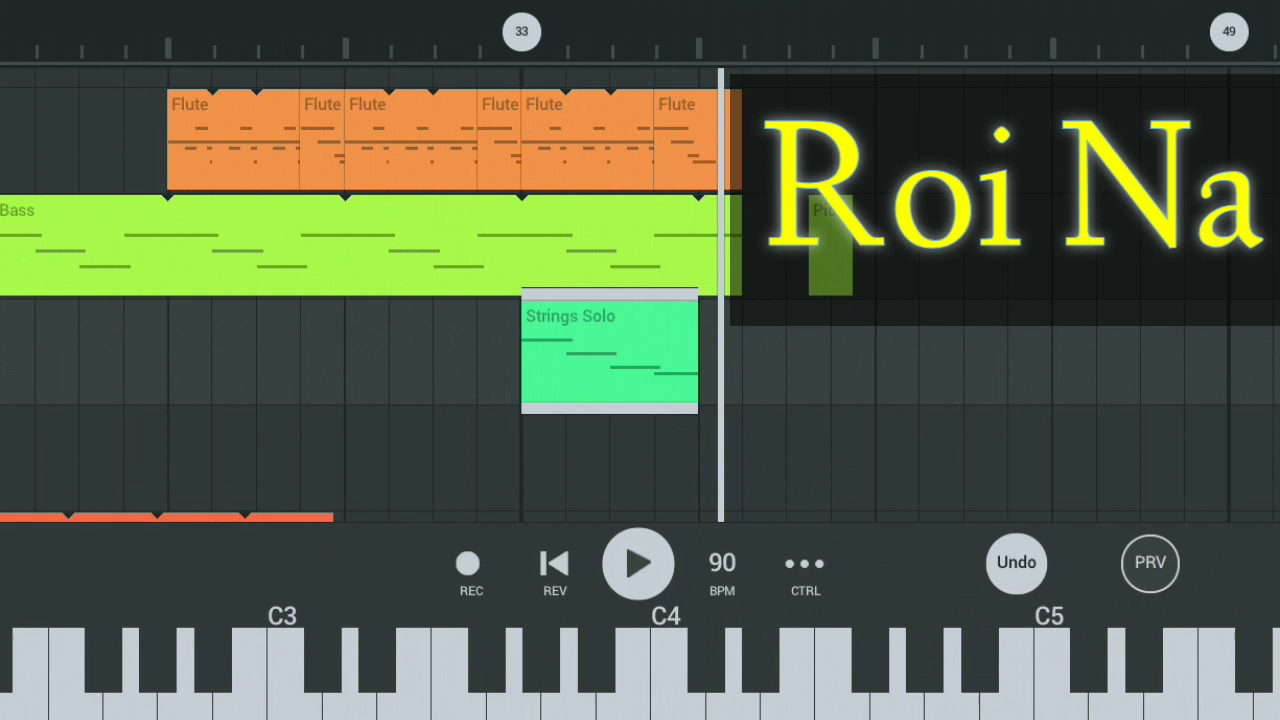 33
49
Flute
Flute
Flute
Flute
Flute
Flute
Roi Na
Bass
Strings Solo
90
Undo
PRV
REC
REV
BPM
CTRL
C3
C4
C5